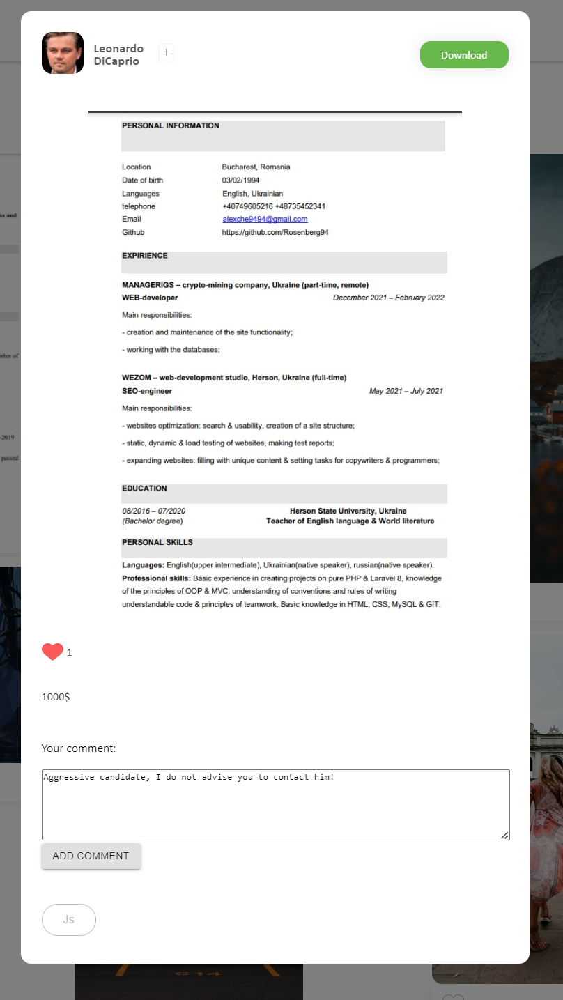 Leonardo
DiCaprio
Download
PERSONAL INFORMATION
Location Bucharest, Romania
Date of birth 03/02/1994
Languages English, Ukrainian
telephone +40749605216 +48735452341
Email alexche9494@gmail.com
Github https://github.com/Rosenberg94
EXPIRIENCE
MANAGERIGS – crypto-mining company, Ukraine (part-time, remote)
WEB-developer December 2021 – February 2022
Main responsibilities:
- creation and maintenance of the site functionality;
- working with the databases;
WEZOM – web-development studio, Herson, Ukraine (full-time)
SEO-engineer May 2021 – July 2021
Main responsibilities:
- websites optimization: search & usability, creation of a site structure;
- static, dynamic & load testing of websites, making test reports;
- expanding websites: filling with unique content & setting tasks for copywriters & programmers;
EDUCATION
08/2016 – 07/2020 Herson State University, Ukraine
(Bachelor degree) Teacher of English language & World literature
PERSONAL SKILLS
Languages: English(upper intermediate), Ukrainian(native speaker), russian(native speaker).
Professional skills: Basic experience in creating projects on pure PHP & Laravel 8, knowledge
of the principles of OOP & MVC, understanding of conventions and rules of writing
understandable code & principles of teamwork. Basic knowledge in HTML, CSS, MySQL & GIT.
1
1000$
Your comment:
Aggressive candidate, I do not advise you to contact him!
ADD COMMENT
Js
and
of
-2019
passed
C14